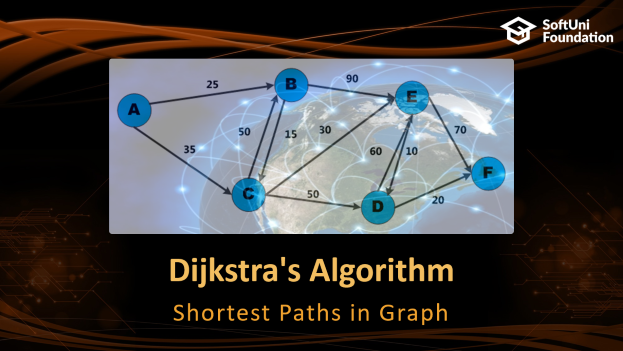 SoftUni
Foundation
25
B
90
A
E
50
15
30
70
35
60
10
F
C
50
D
20
Dijkstra's Algorithm
Shortest Paths in Graph